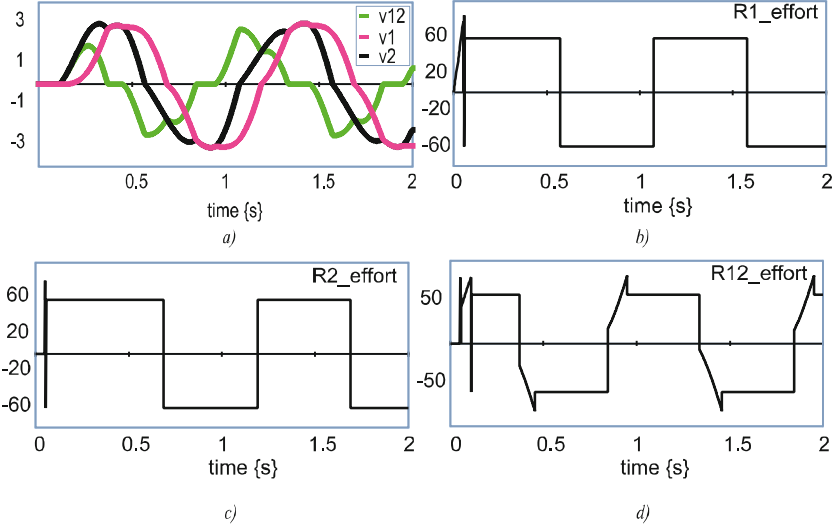 3
1
-1
-3
v12
v1
v2
0.5 1 1.5 2
time {s}
a)
R1_effort
60
20
-20
-60
0 0.5 1 1.5 2
time {s}
b)
R2_effort
60
20
-20
-60
0 0.5 1 1.5 2
time {s}
c)
R12_effort
50
-50
0 0.5 1 1.5 2
time {s}
d)